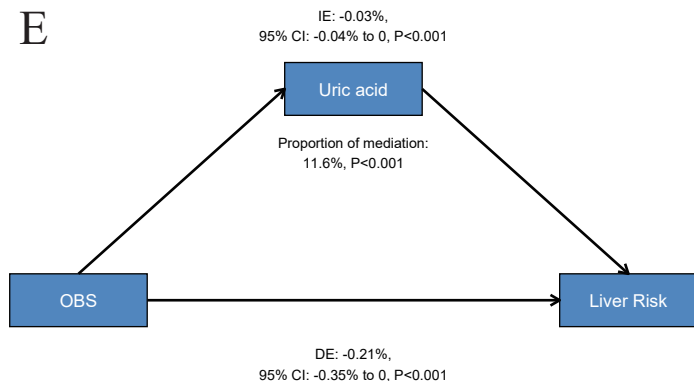 E
IE: -0.03%,
95% CI: -0.04% to 0, P<0.001
Uric acid
Proportion of mediation:
11.6%, P<0.001
OBS
Liver Risk
DE: -0.21%,
95% CI: -0.35% to 0, P<0.001